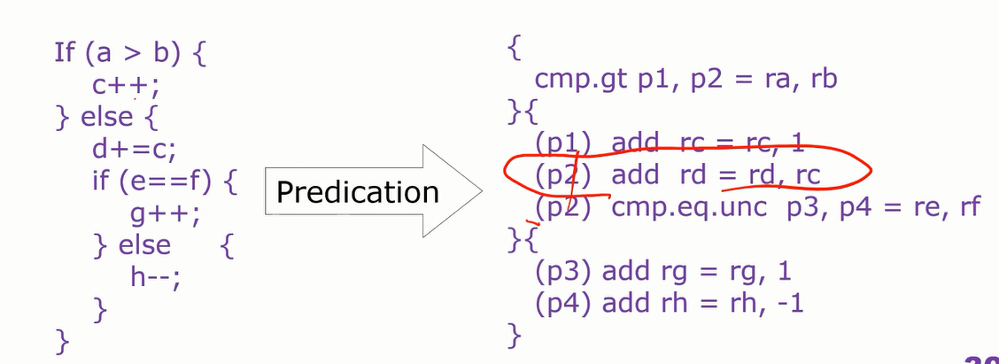 If (a > b) {
c++;
} else {
d+=c;
if (e==f) {
g++;
} else {
h--;
}
}
Predication
{
cmp.gt p1, p2 = ra, rb
}{
(p1) add rc = rc, 1
(p2) add rd = rd, rc
(p2) cmp.eq.unc p3, p4 = re, rf
}{
(p3) add rg = rg, 1
(p4) add rh = rh, -1
}